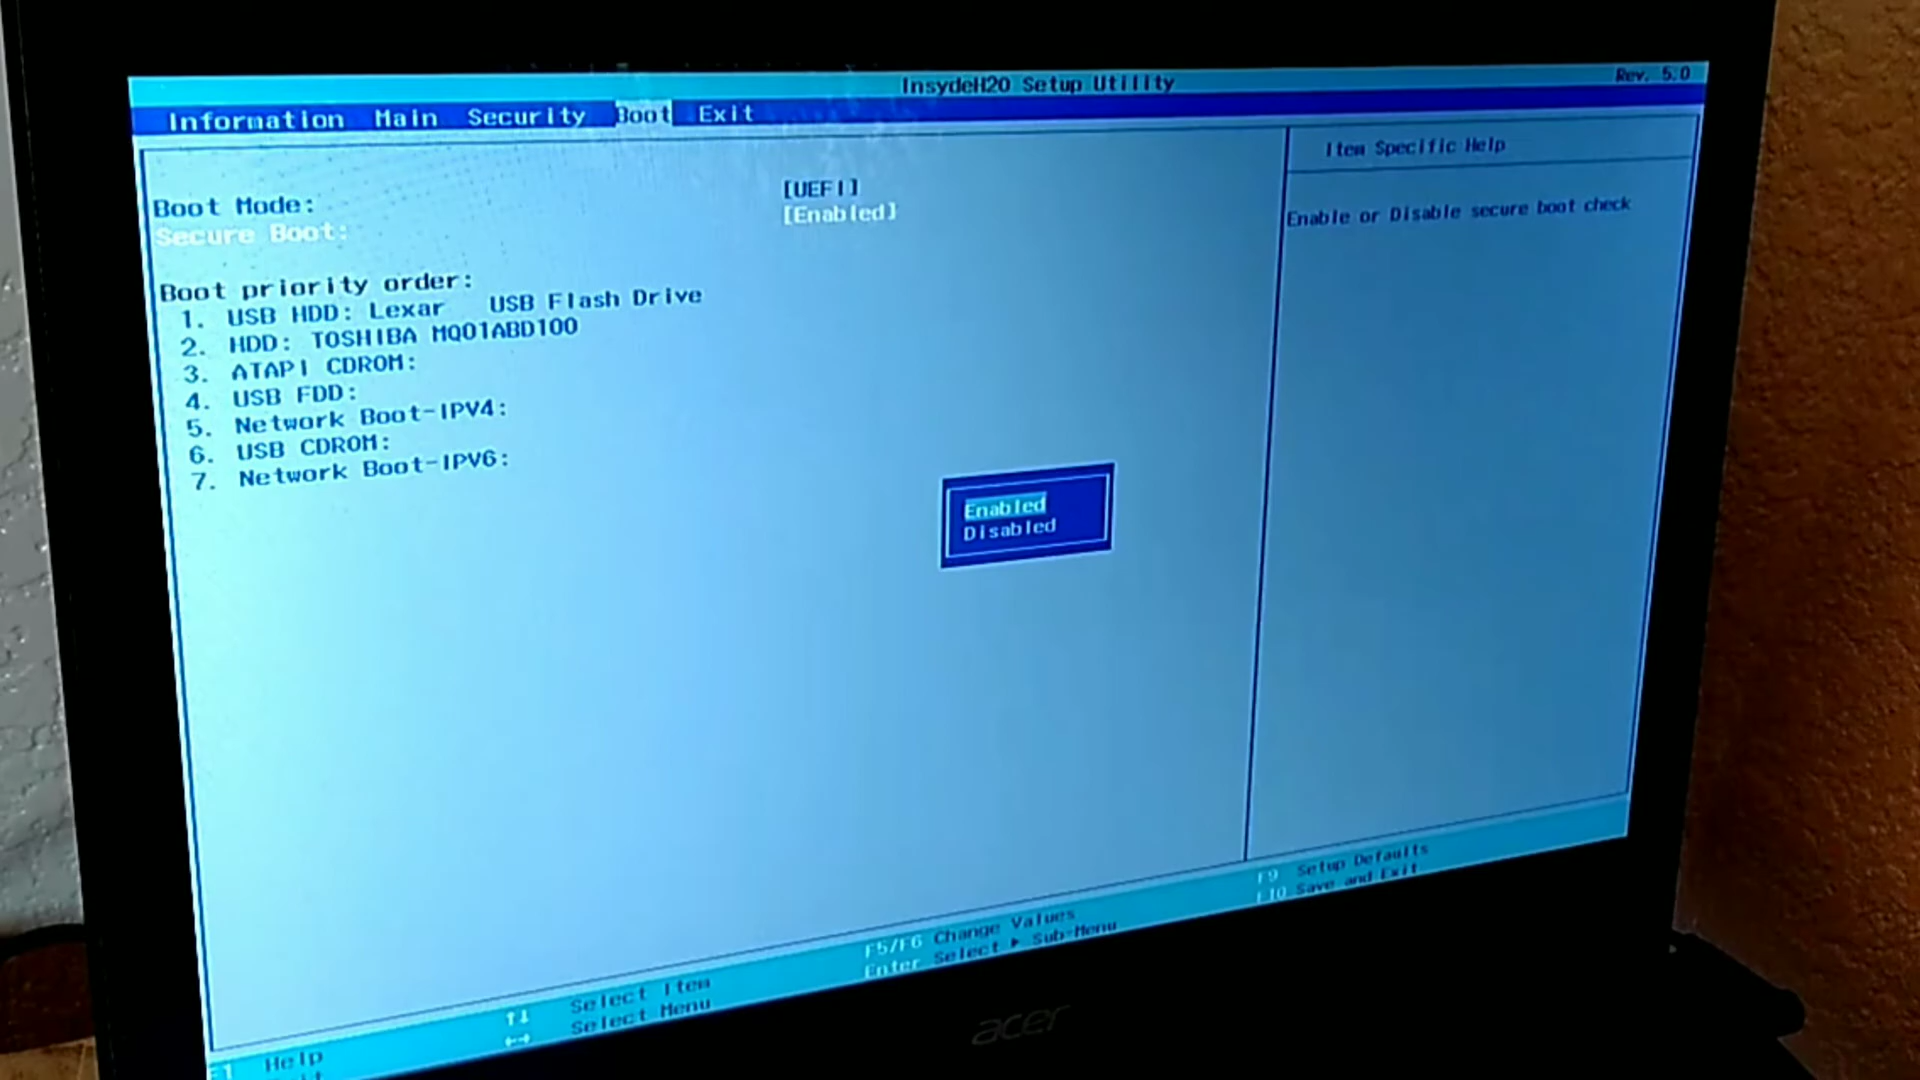 InsydeH20 Setup Utility
Rev. 5.0
Information Main Security Boot Exit
Item Specific Help
Boot Mode: [UEFI]
Secure Boot: [Enabled]
Enable or Disable secure boot check
Boot priority order:
1. USB HDD: Lexar USB Flash Drive
2. HDD: TOSHIBA MQ01ABD100
3. ATAPI CDROM:
4. USB FDD:
5. Network Boot-IPV4:
6. USB CDROM:
7. Network Boot-IPV6:
Enabled
Disabled
F1 Help
↑↓ Select Item
F5/F6 Change Values
F9 Setup Defaults
←→ Select Menu
Enter Select ▸ Sub-Menu
F10 Save and Exit
acer